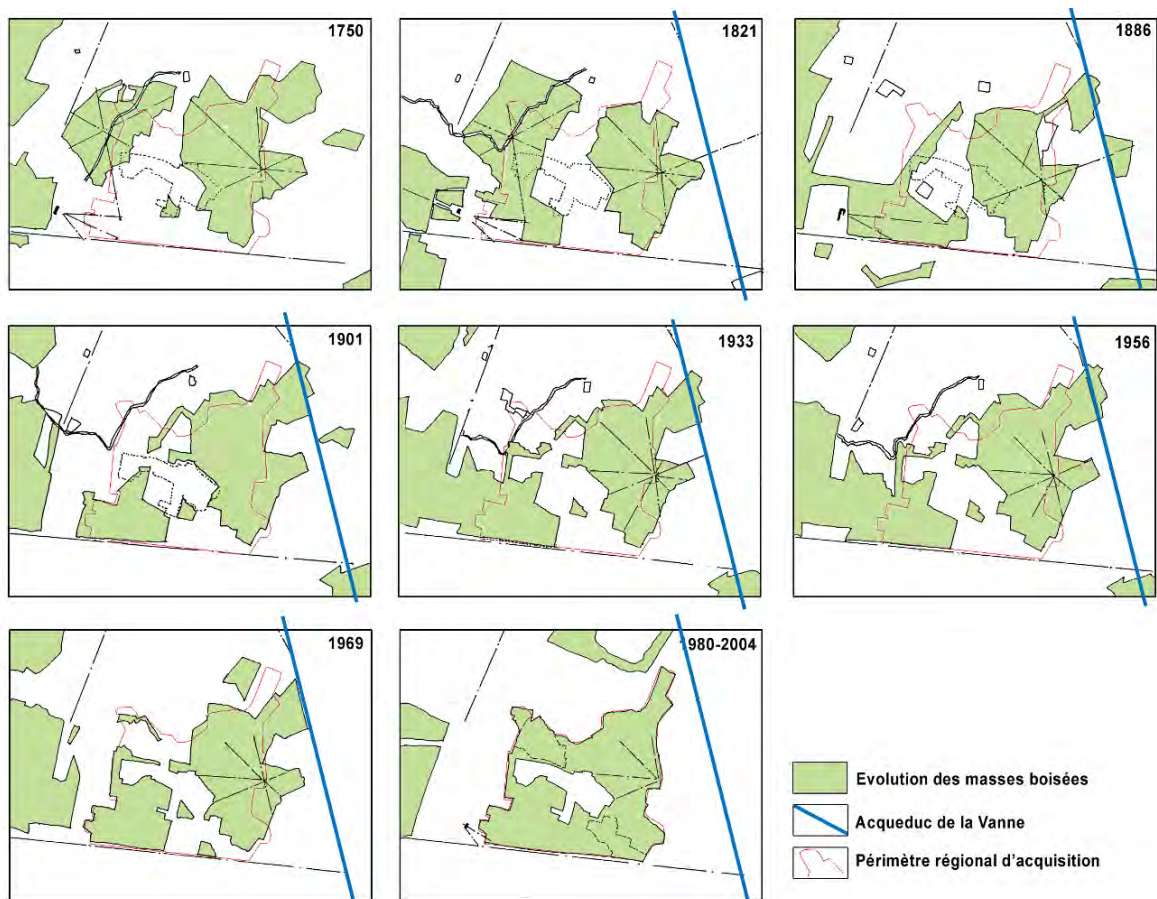 1750
1821
1886
1901
1933
1956
1969
1980-2004
Evolution des masses boisées
Acqueduc de la Vanne
Périmètre régional d'acquisition